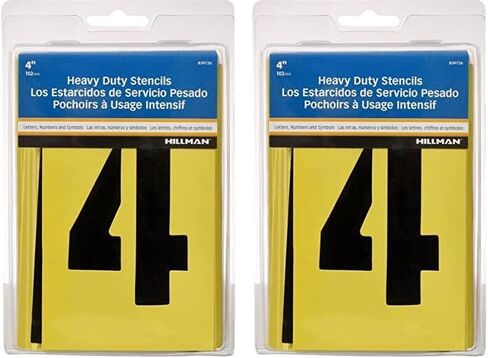 4"
102mm
839726
Heavy Duty Stencils
Los Estarcidos de Servicio Pesado
Pochoirs à Usage Intensif
Letters, Numbers and Symbols Las letras, números y símbolos Les lettres, chiffres et symboles
HILLMAN
4
4"
102mm
839726
Heavy Duty Stencils
Los Estarcidos de Servicio Pesado
Pochoirs à Usage Intensif
Letters, Numbers and Symbols Las letras, números y símbolos Les lettres, chiffres et symboles
HILLMAN
4